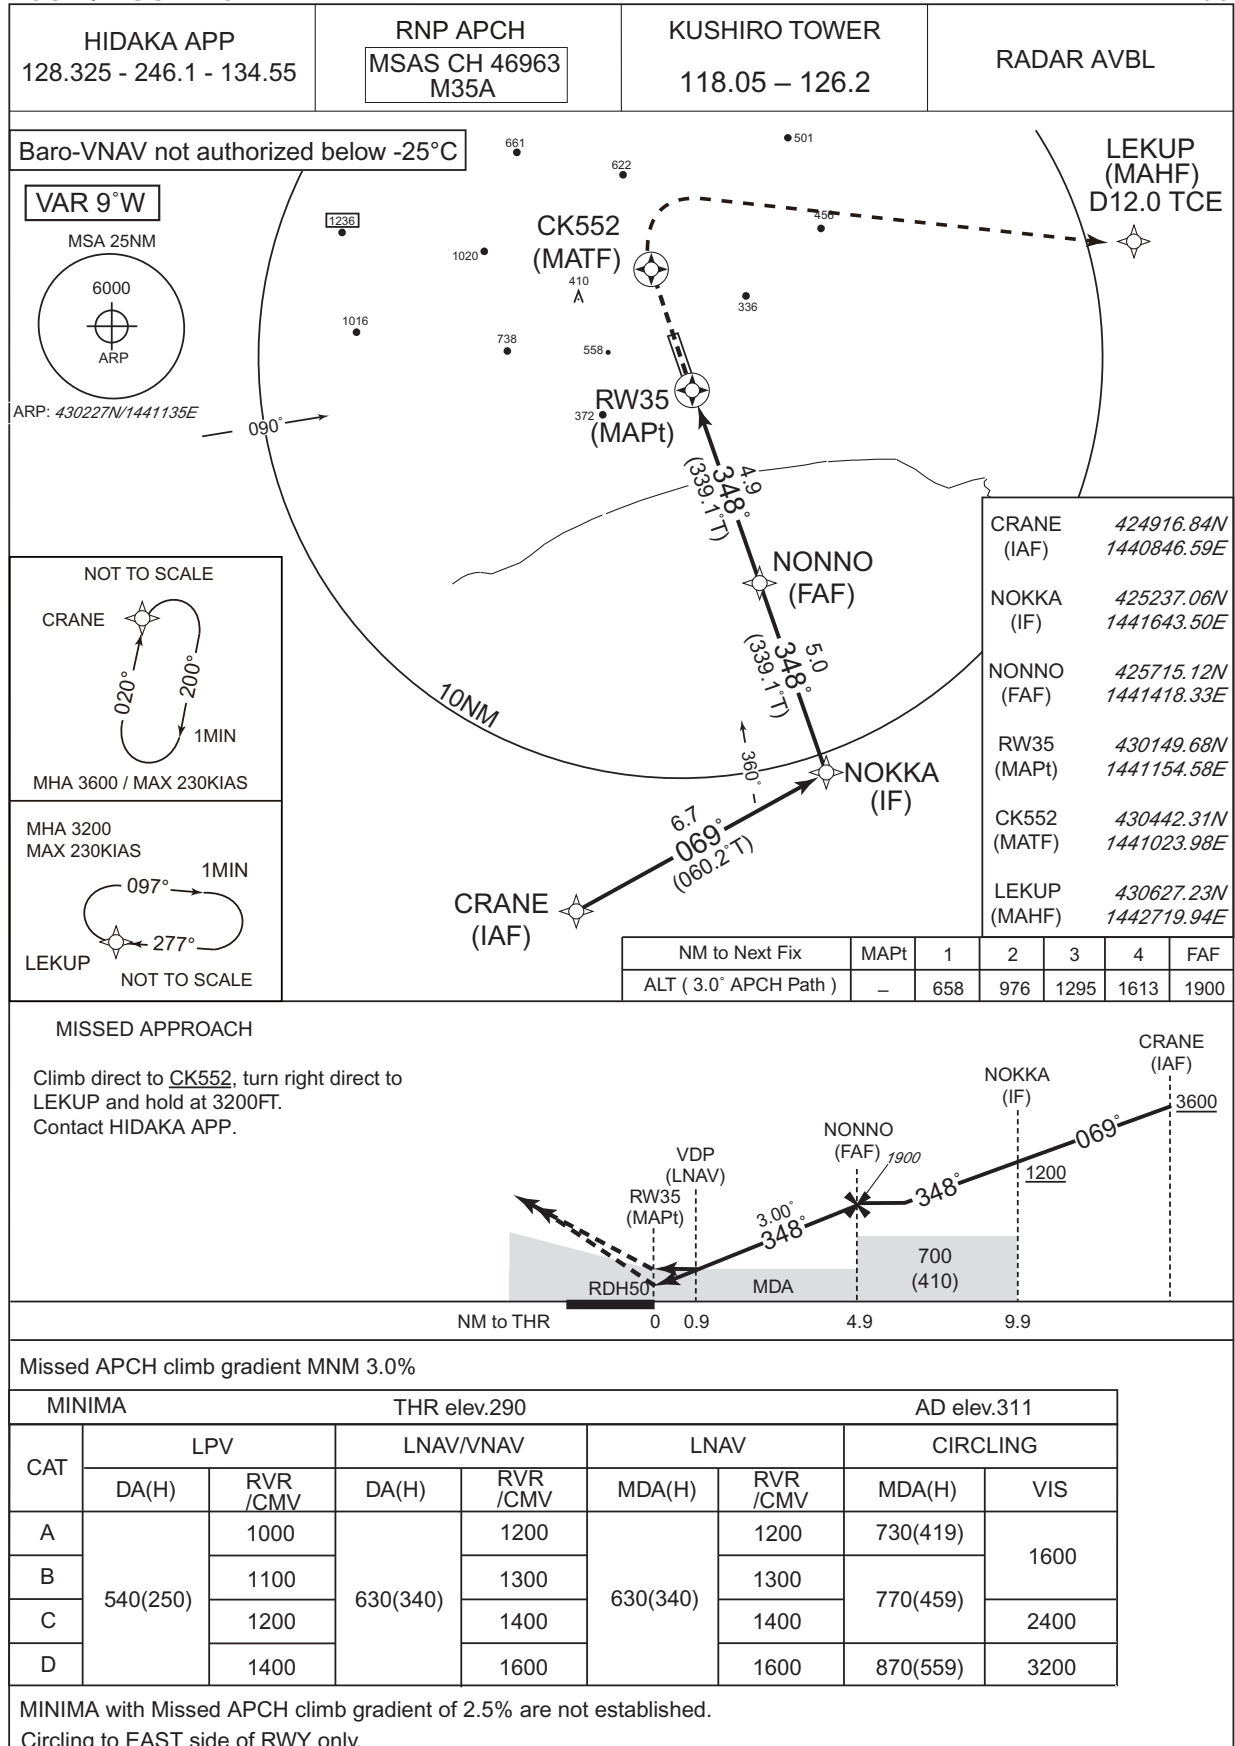 HIDAKA APP
128.325 - 246.1 - 134.55
RNP APCH
MSAS CH 46963
M35A
KUSHIRO TOWER
118.05 – 126.2
RADAR AVBL
Baro-VNAV not authorized below -25°C
VAR 9°W
MSA 25NM
6000
ARP
ARP: 430227N/1441135E
661
622
501
1236
1020
410
456
336
1016
738
558
372
LEKUP
(MAHF)
D12.0 TCE
CK552
(MATF)
RW35
(MAPt)
090°
4.9
348°
(339.1°T)
NONNO
(FAF)
5.0
348°
(339.1°T)
10NM
360°
NOKKA
(IF)
6.7
069°
(060.2°T)
CRANE
(IAF)
NOT TO SCALE
CRANE
020°
200°
1MIN
MHA 3600 / MAX 230KIAS
MHA 3200
MAX 230KIAS
1MIN
097°
277°
LEKUP
NOT TO SCALE
CRANE 424916.84N
(IAF) 1440846.59E
NOKKA 425237.06N
(IF) 1441643.50E
NONNO 425715.12N
(FAF) 1441418.33E
RW35 430149.68N
(MAPt) 1441154.58E
CK552 430442.31N
(MATF) 1441023.98E
LEKUP 430627.23N
(MAHF) 1442719.94E
NM to Next Fix MAPt 1 2 3 4 FAF
ALT ( 3.0° APCH Path ) – 658 976 1295 1613 1900
MISSED APPROACH
Climb direct to CK552, turn right direct to
LEKUP and hold at 3200FT.
Contact HIDAKA APP.
CRANE
(IAF)
3600
069°
NOKKA
(IF)
1200
348°
NONNO
(FAF)
1900
VDP
(LNAV)
3.00°
348°
RW35
(MAPt)
700
(410)
RDH50
MDA
NM to THR 0 0.9 4.9 9.9
Missed APCH climb gradient MNM 3.0%
MINIMA THR elev.290 AD elev.311
CAT LPV LNAV/VNAV LNAV CIRCLING
DA(H) RVR /CMV DA(H) RVR /CMV MDA(H) RVR /CMV MDA(H) VIS
A 540(250) 1000 630(340) 1200 630(340) 1200 730(419) 1600
B 1100 1300 1300 770(459)
C 1200 1400 1400 2400
D 1400 1600 1600 870(559) 3200
MINIMA with Missed APCH climb gradient of 2.5% are not established.
Circling to EAST side of RWY only.